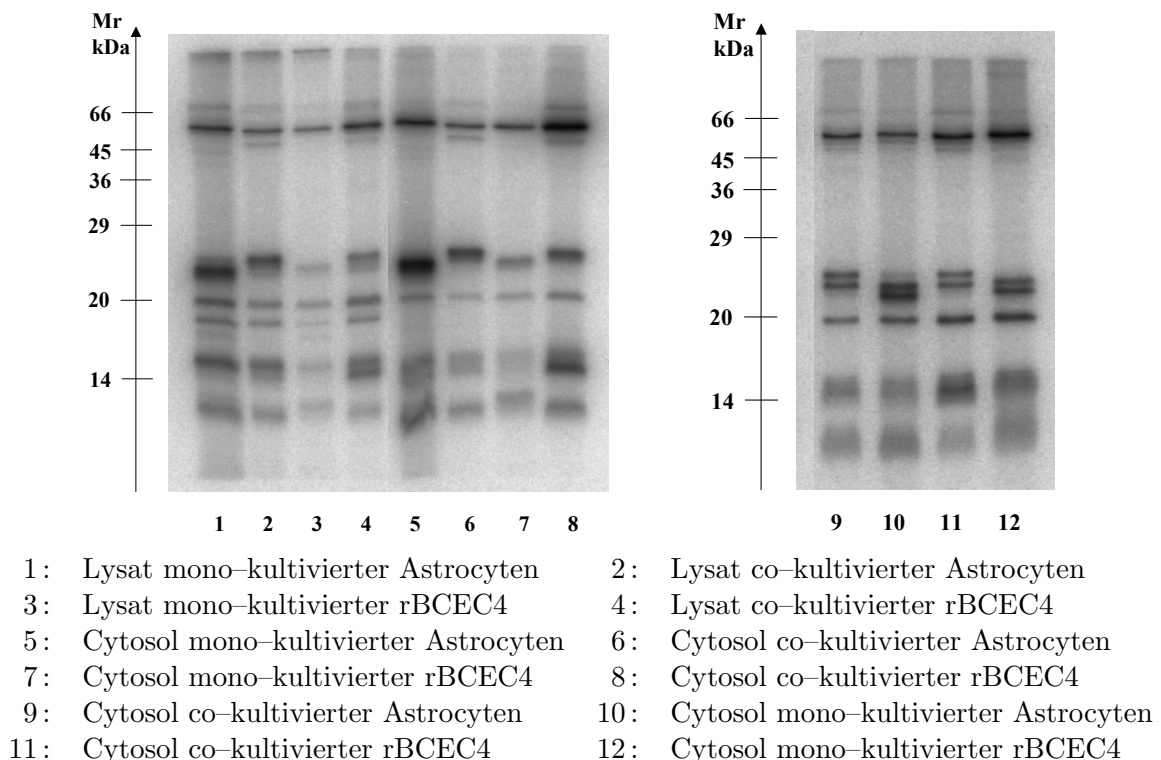 Mr
kDa
66
45
36
29
20
14
1 2 3 4 5 6 7 8
Mr
kDa
66
45
36
29
20
14
9 10 11 12
1: Lysat mono–kultivierter Astrocyten 2: Lysat co–kultivierter Astrocyten
3: Lysat mono–kultivierter rBCEC4 4: Lysat co–kultivierter rBCEC4
5: Cytosol mono–kultivierter Astrocyten 6: Cytosol co–kultivierter Astrocyten
7: Cytosol mono–kultivierter rBCEC4 8: Cytosol co–kultivierter rBCEC4
9: Cytosol co–kultivierter Astrocyten 10: Cytosol mono–kultivierter Astrocyten
11: Cytosol co–kultivierter rBCEC4 12: Cytosol mono–kultivierter rBCEC4